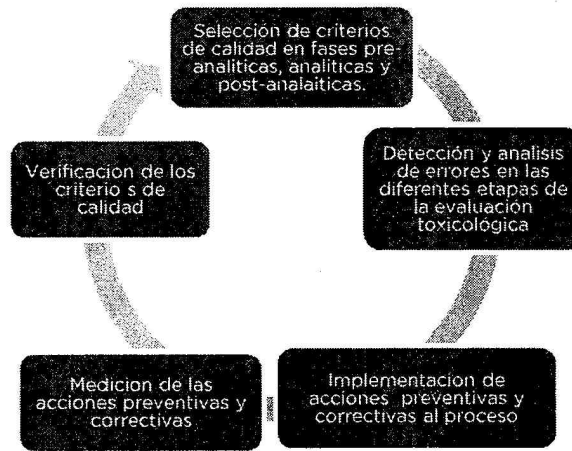 Selección de criterios
de calidad en fases pre-
analiticas, analiticas y
post-analaiticas.
Detección y analisis
de errores en las
diferentes etapas de
la evaluación
toxicológica
Implementacion de
acciones preventivas y
correctivas al proceso
Medicion de las
acciones preventivas y
correctivas
Verificacion de los
criterio s de
calidad